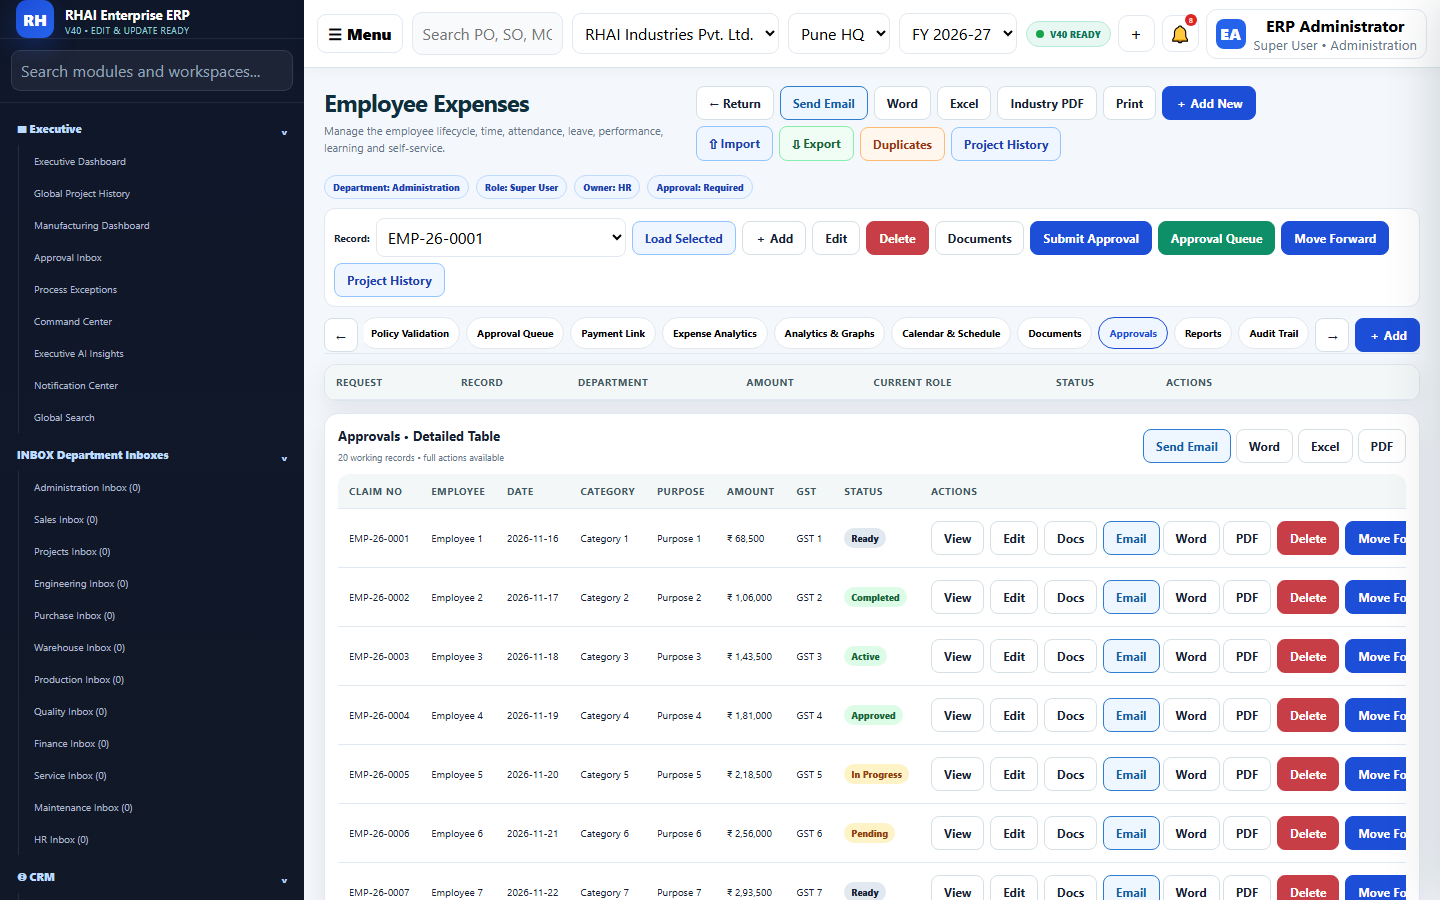 RH
RHAI Enterprise ERP
V40 • EDIT & UPDATE READY
Search modules and workspaces...
Executive
Executive Dashboard
Global Project History
Manufacturing Dashboard
Approval Inbox
Process Exceptions
Command Center
Executive AI Insights
Notification Center
Global Search
INBOX Department Inboxes
Administration Inbox (0)
Sales Inbox (0)
Projects Inbox (0)
Engineering Inbox (0)
Purchase Inbox (0)
Warehouse Inbox (0)
Production Inbox (0)
Quality Inbox (0)
Finance Inbox (0)
Service Inbox (0)
Maintenance Inbox (0)
HR Inbox (0)
CRM
☰ Menu
Search PO, SO, MO
RHAI Industries Pvt. Ltd.
Pune HQ
FY 2026-27
V40 READY
+
8
EA
ERP Administrator
Super User • Administration
Employee Expenses
Manage the employee lifecycle, time, attendance, leave, performance,
learning and self-service.
← Return
Send Email
Word
Excel
Industry PDF
Print
+ Add New
⇧ Import
⇩ Export
Duplicates
Project History
Department: Administration
Role: Super User
Owner: HR
Approval: Required
Record:
EMP-26-0001
Load Selected
+ Add
Edit
Delete
Documents
Submit Approval
Approval Queue
Move Forward
Project History
←
Policy Validation
Approval Queue
Payment Link
Expense Analytics
Analytics & Graphs
Calendar & Schedule
Documents
Approvals
Reports
Audit Trail
→
+ Add
REQUEST RECORD DEPARTMENT AMOUNT CURRENT ROLE STATUS ACTIONS
Approvals • Detailed Table
20 working records • full actions available
Send Email
Word
Excel
PDF
CLAIM NO EMPLOYEE DATE CATEGORY PURPOSE AMOUNT GST STATUS ACTIONS
EMP-26-0001 Employee 1 2026-11-16 Category 1 Purpose 1 ₹ 68,500 GST 1 Ready View Edit Docs Email Word PDF Delete Move Fo
EMP-26-0002 Employee 2 2026-11-17 Category 2 Purpose 2 ₹ 1,06,000 GST 2 Completed View Edit Docs Email Word PDF Delete Move Fo
EMP-26-0003 Employee 3 2026-11-18 Category 3 Purpose 3 ₹ 1,43,500 GST 3 Active View Edit Docs Email Word PDF Delete Move Fo
EMP-26-0004 Employee 4 2026-11-19 Category 4 Purpose 4 ₹ 1,81,000 GST 4 Approved View Edit Docs Email Word PDF Delete Move Fo
EMP-26-0005 Employee 5 2026-11-20 Category 5 Purpose 5 ₹ 2,18,500 GST 5 In Progress View Edit Docs Email Word PDF Delete Move Fo
EMP-26-0006 Employee 6 2026-11-21 Category 6 Purpose 6 ₹ 2,56,000 GST 6 Pending View Edit Docs Email Word PDF Delete Move Fo
EMP-26-0007 Employee 7 2026-11-22 Category 7 Purpose 7 ₹ 2,93,500 GST 7 Ready View Edit Docs Email Word PDF Delete Move Fo